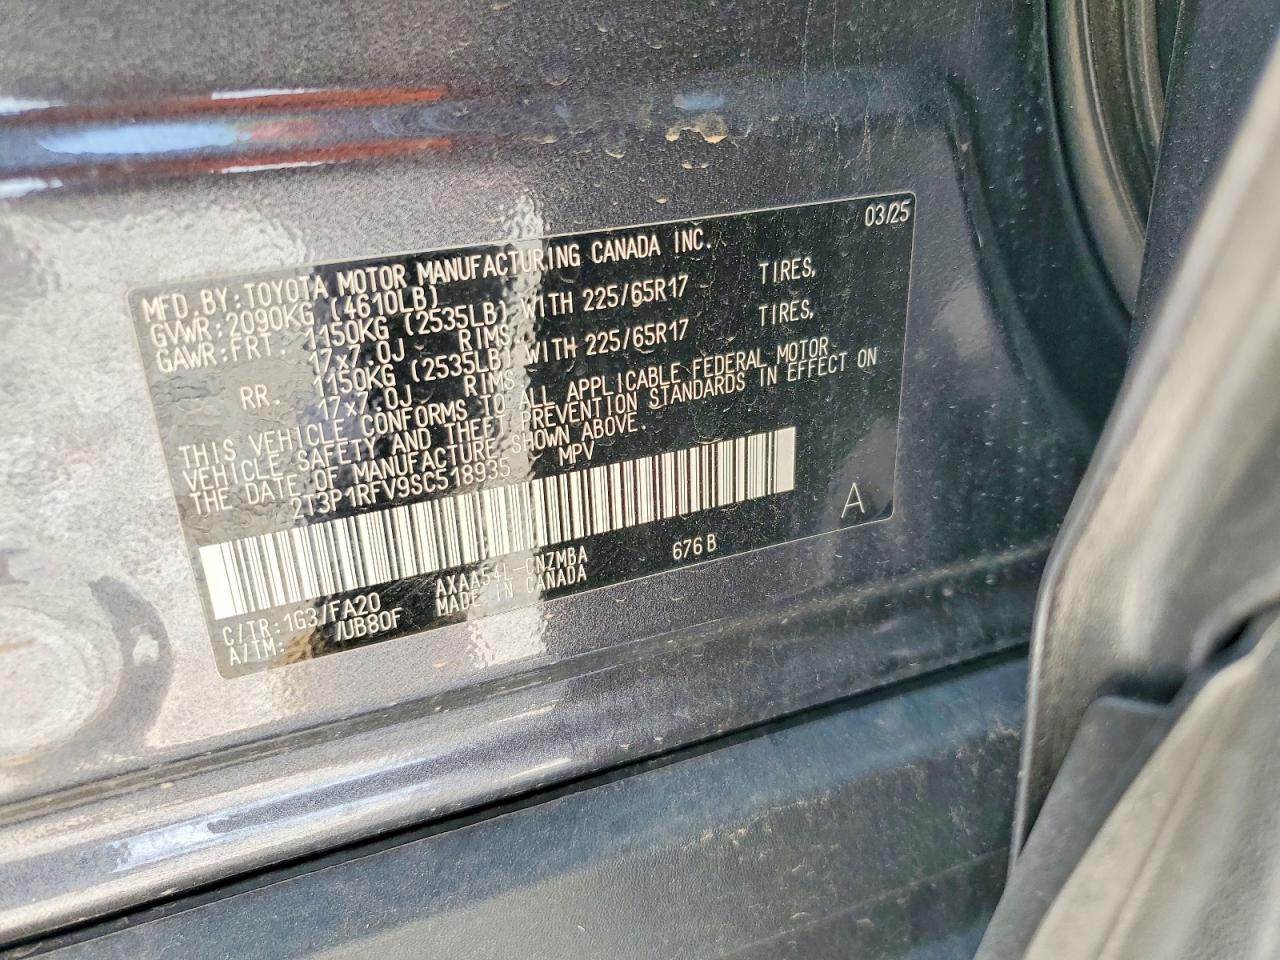 03/25
MFD.BY:TOYOTA MOTOR MANUFACTURING CANADA INC.
GVWR:2090KG (4610LB)
GAWR:FRT. 1150KG (2535LB) WITH 225/65R17 TIRES,
17x7.0J RIMS
RR. 1150KG (2535LB) WITH 225/65R17 TIRES,
17x7.0J RIMS
THIS VEHICLE CONFORMS TO ALL APPLICABLE FEDERAL MOTOR
VEHICLE SAFETY AND THEFT PREVENTION STANDARDS IN EFFECT ON
THE DATE OF MANUFACTURE SHOWN ABOVE.
2T3P1RFV9SC518935 MPV
A
C/TR:1G3/FA20 AXAA54L-CNZMBA 676B
A/TM: /UB80F MADE IN CANADA